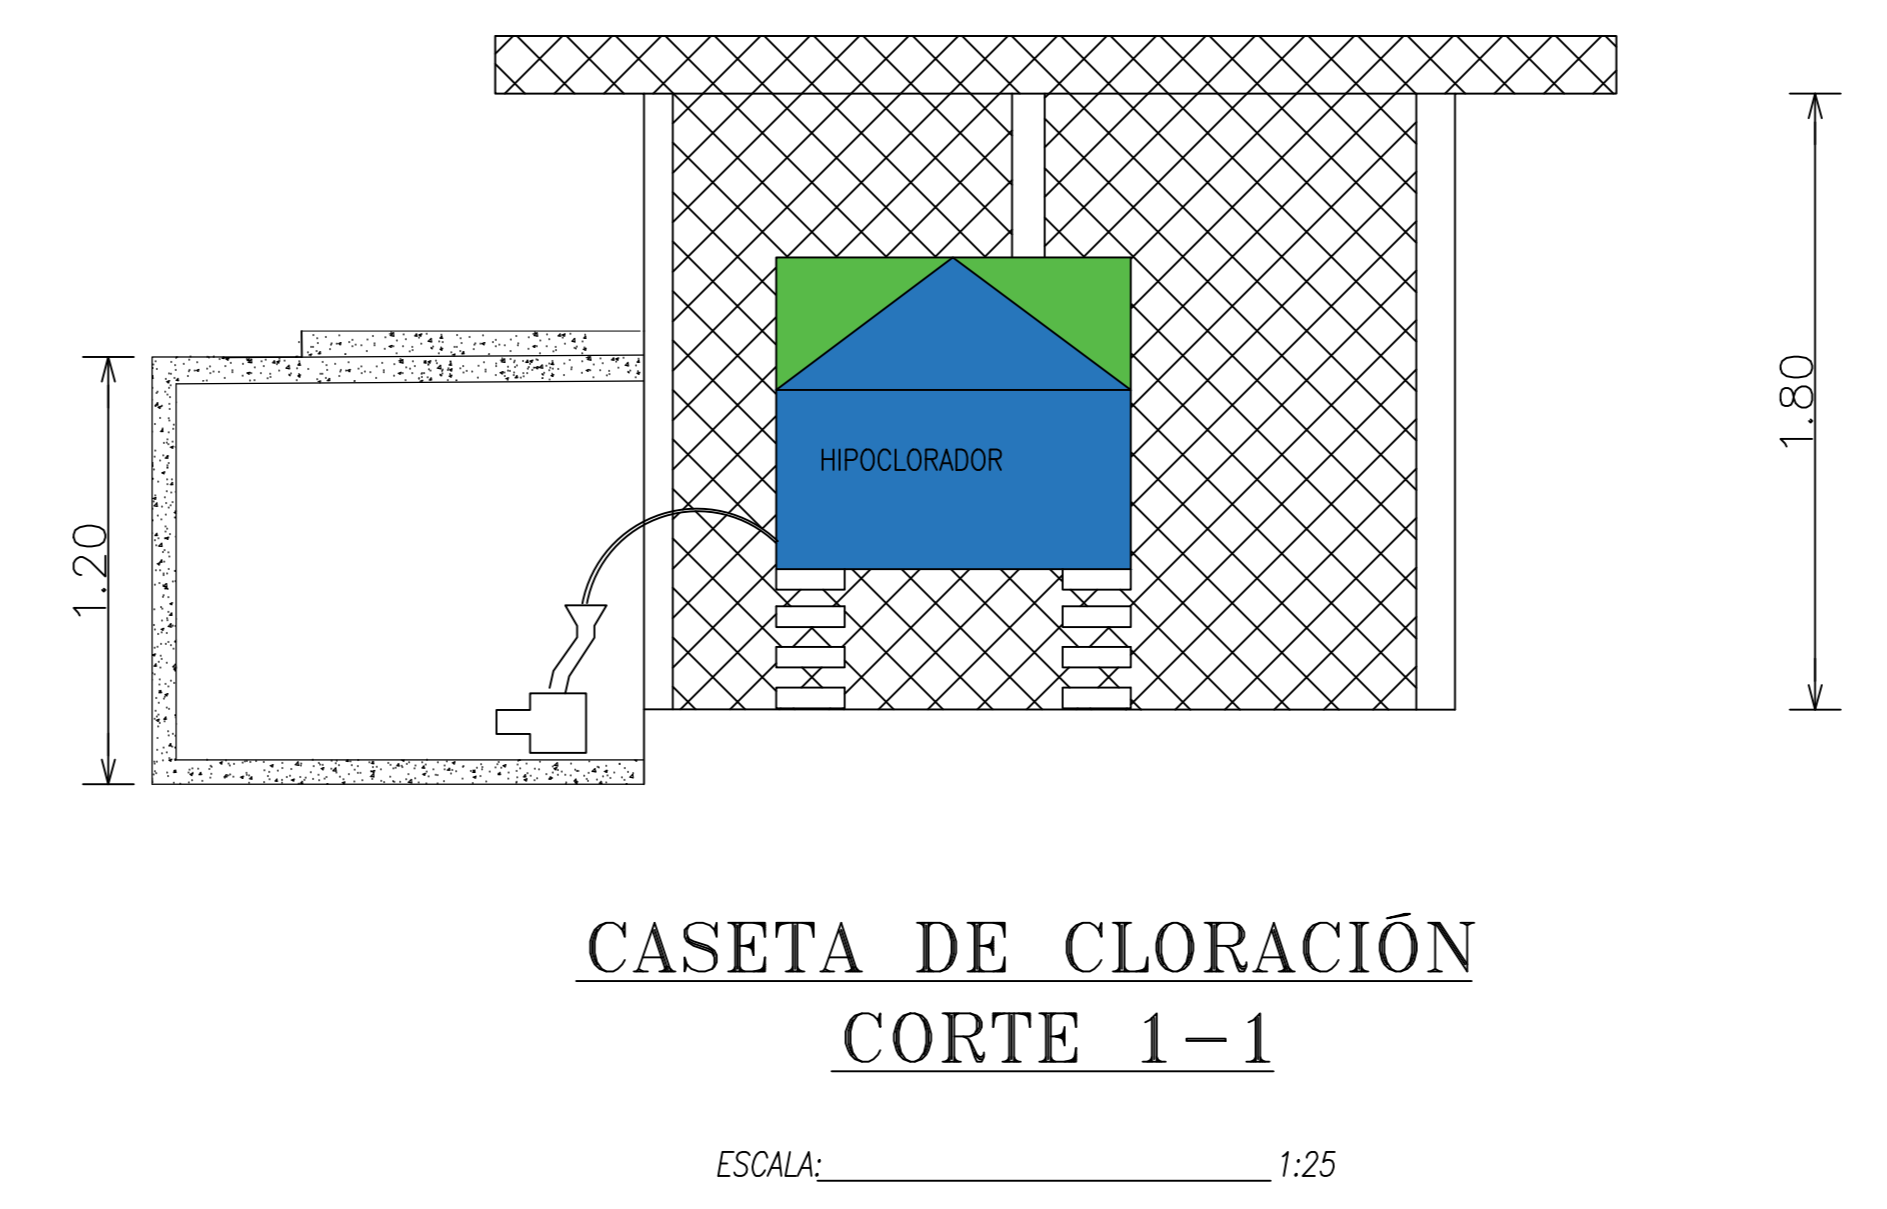 1.80
HIPOCLORADOR
1.20
CASETA DE CLORACIÓN
CORTE 1-1
ESCALA: 1:25